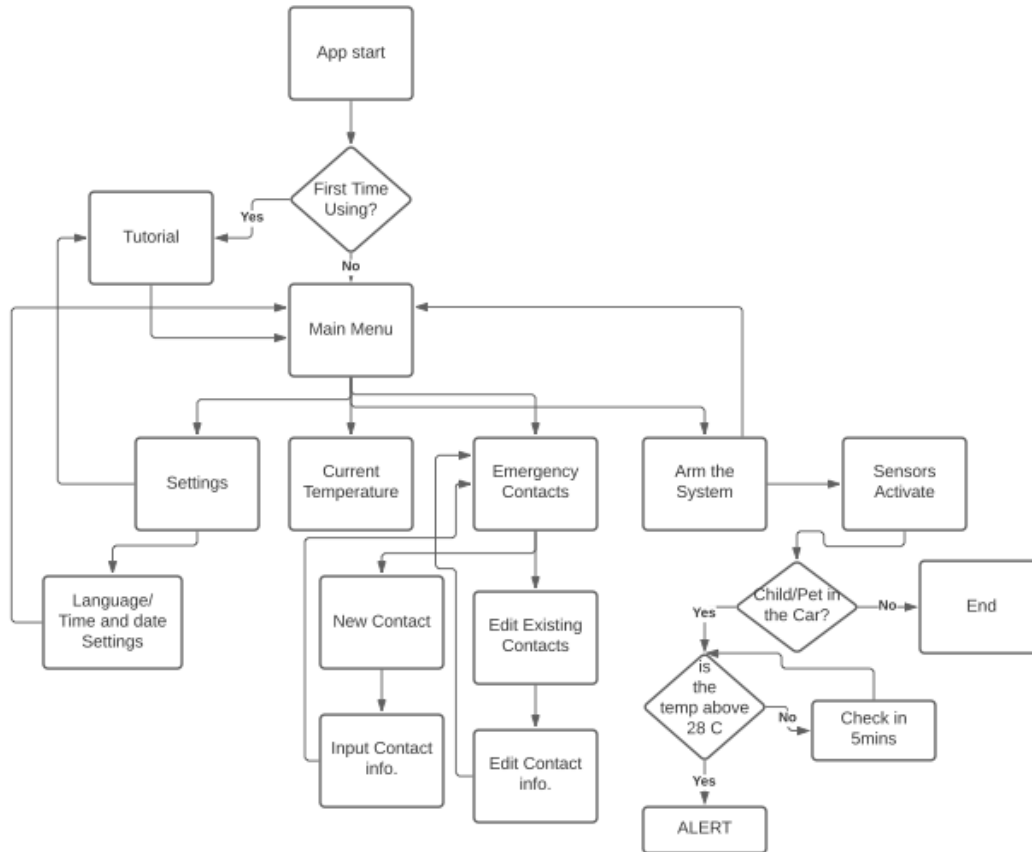 App start
First Time
Using?
Yes
Tutorial
No
Main Menu
Settings
Current
Temperature
Emergency
Contacts
Arm the
System
Sensors
Activate
Language/
Time and date
Settings
New Contact
Edit Existing
Contacts
Child/Pet in
the Car?
No
End
Yes
is
the
temp above
28 C
No
Check in
5mins
Input Contact
info.
Edit Contact
info.
Yes
ALERT